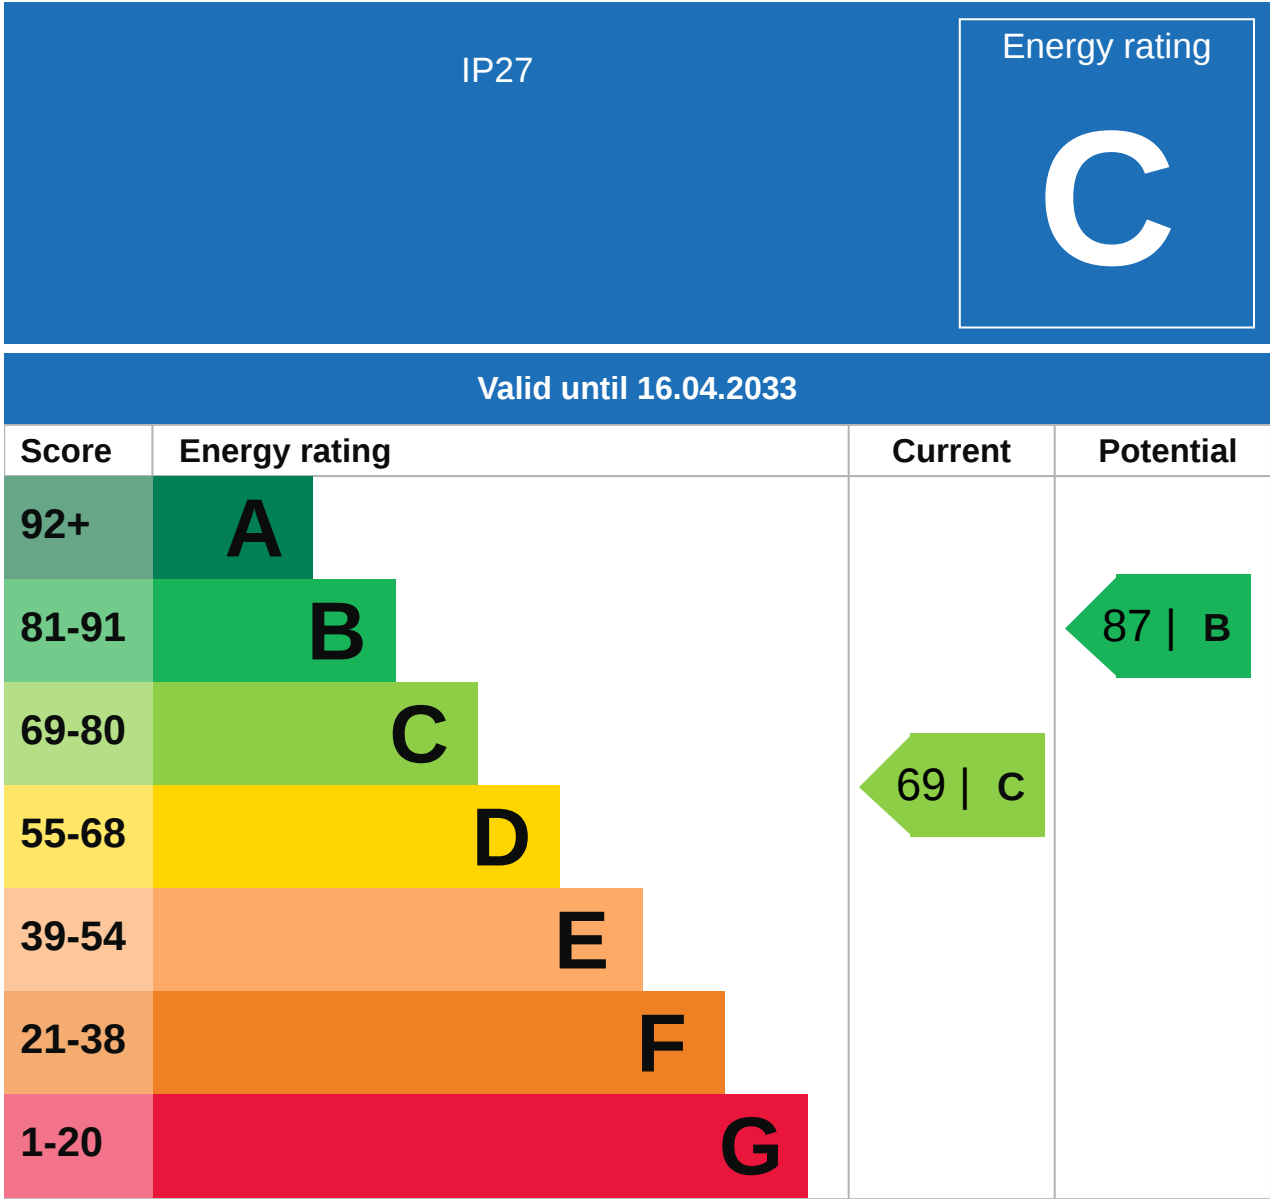 IP27
Energy rating
C
Valid until 16.04.2033
Score Energy rating Current Potential
92+ A
81-91 B 87 | B
69-80 C 69 | C
55-68 D
39-54 E
21-38 F
1-20 G